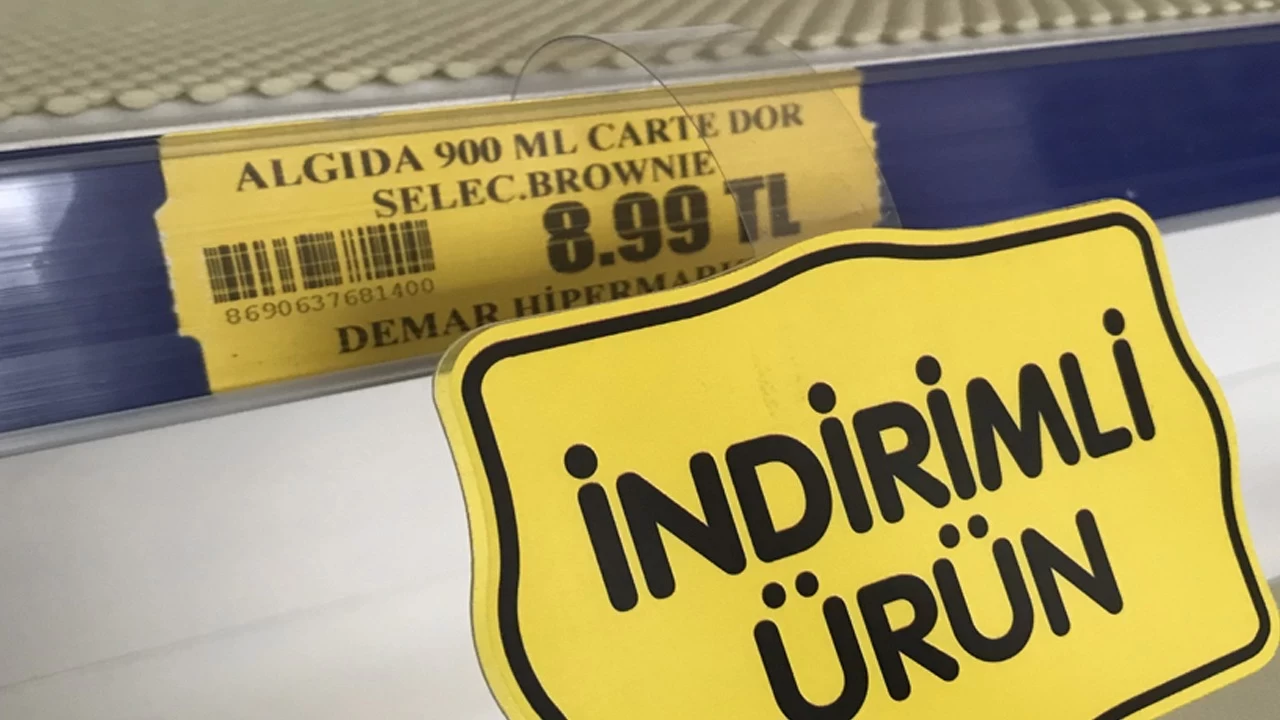 ALGIDA 900 ML CARTE DOR
SELEC.BROWNIE
8.99 TL
8690637681400
DEMAR
İNDİRİMLİ
ÜRÜN